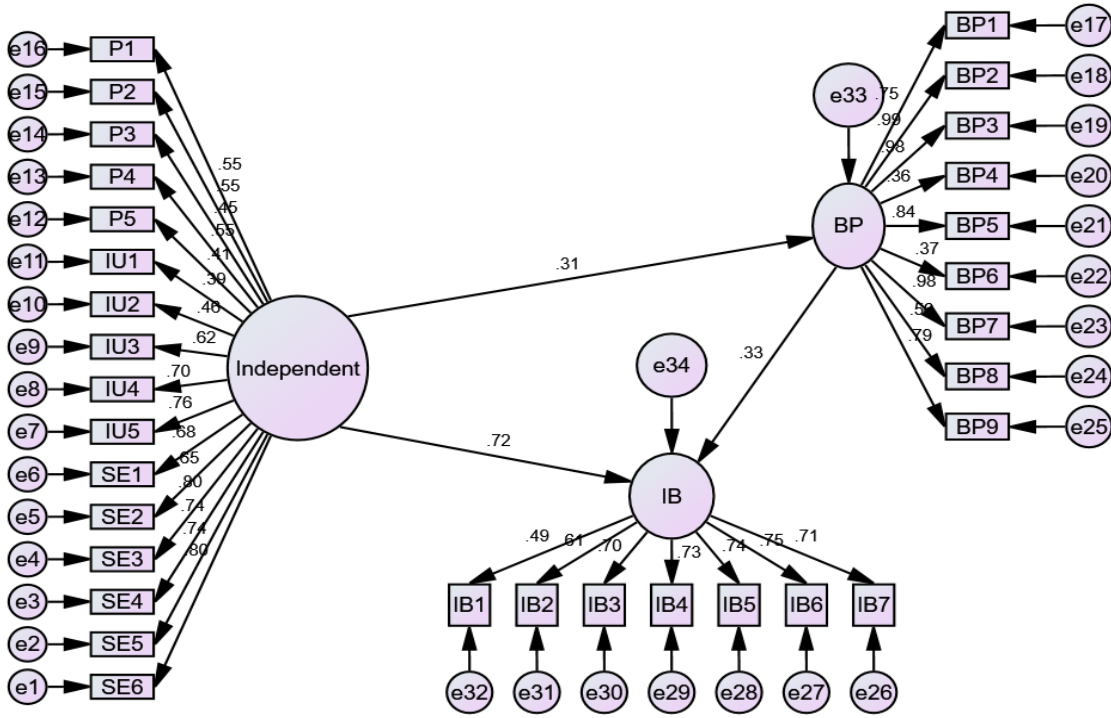 e16 P1
e15 P2
e14 P3
e13 P4
e12 P5
e11 IU1
e10 IU2
e9 IU3
e8 IU4
e7 IU5
e6 SE1
e5 SE2
e4 SE3
e3 SE4
e2 SE5
e1 SE6
.55
.55
.45
.55
.41
.39
.46
.62
.70
.76
.68
.65
.80
.74
.74
.80
Independent
.31
.72
e33
BP
.33
e34
IB
.75
.99
.98
.36
.84
.37
.98
.79
BP1 e17
BP2 e18
BP3 e19
BP4 e20
BP5 e21
BP6 e22
BP7 e23
BP8 e24
BP9 e25
.49 .61 .70 .73 .74 .75 .71
IB1 IB2 IB3 IB4 IB5 IB6 IB7
e32 e31 e30 e29 e28 e27 e26